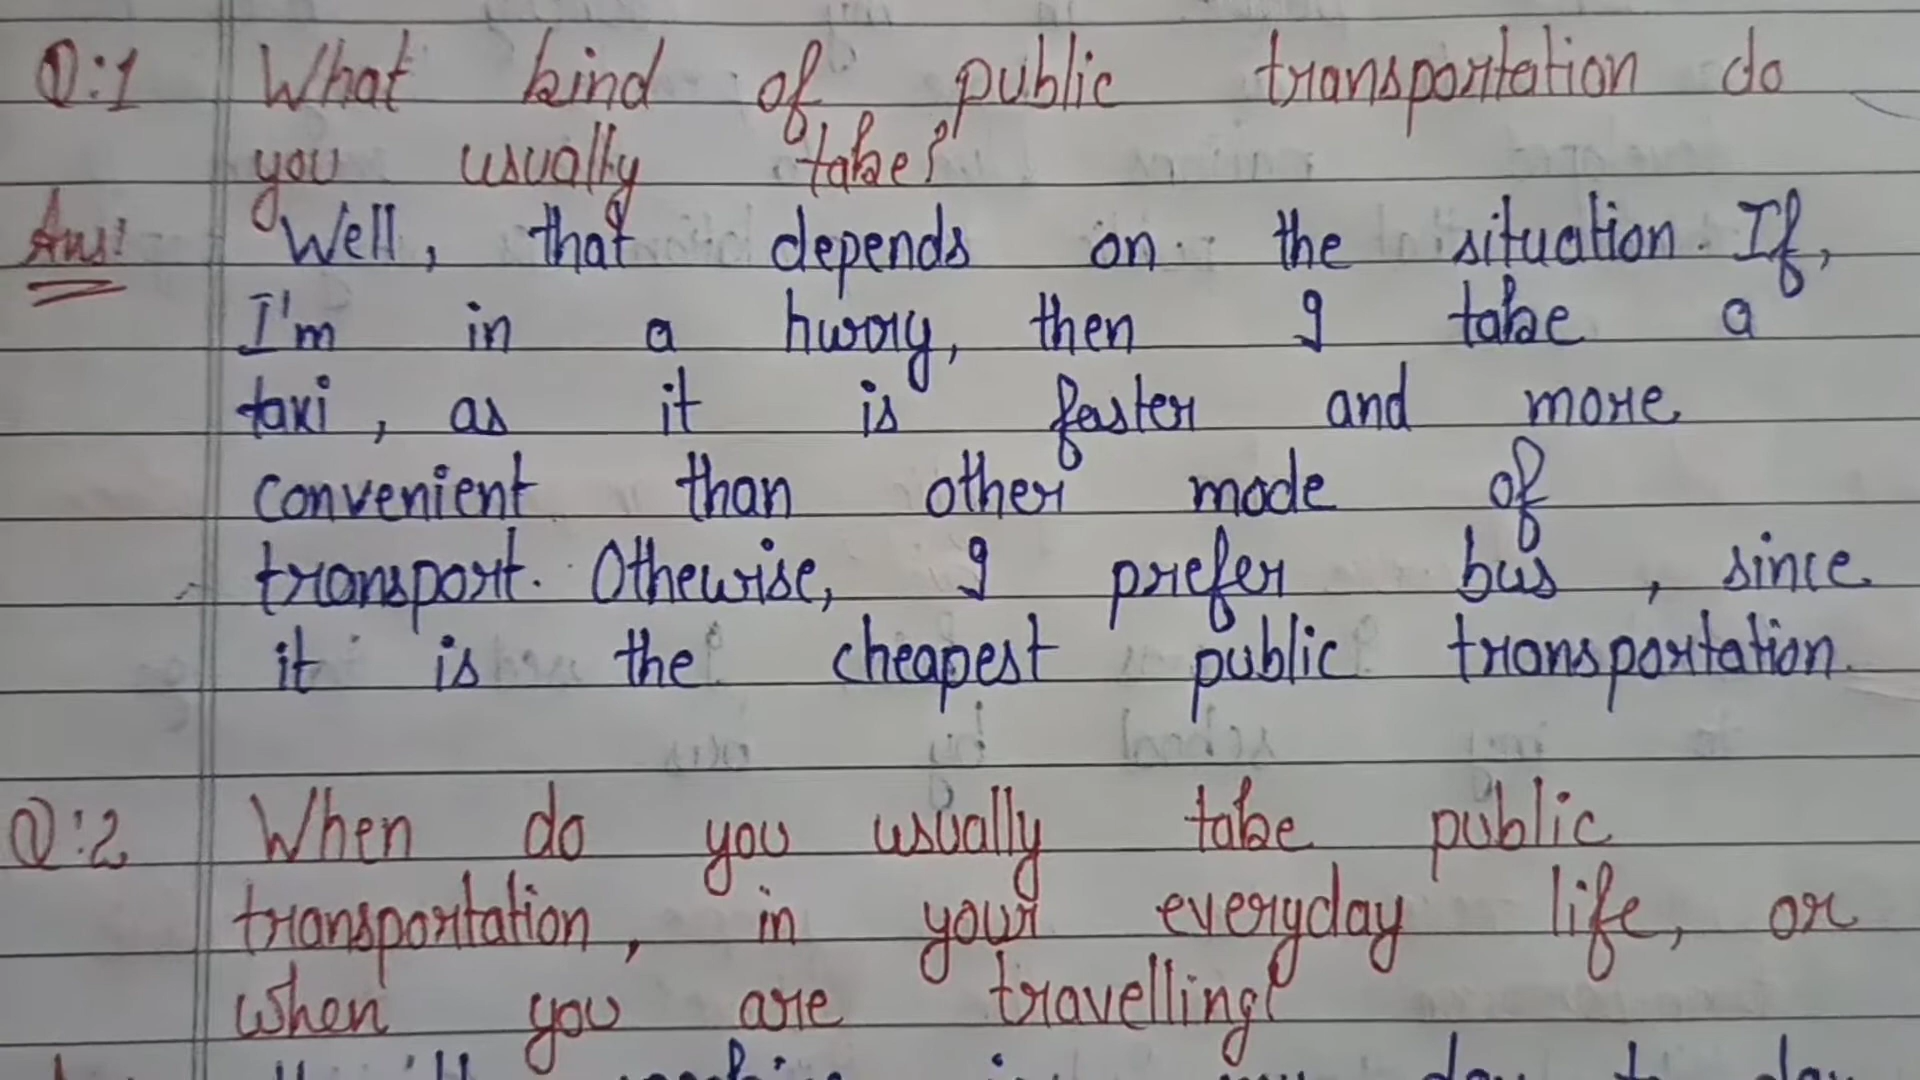 Q:1 What kind of public transportation do
you usually take?
Ans: Well, that depends on the situation. If,
I'm in a hurry, then I take a
taxi, as it is faster and more
convenient than other mode of
transport. Othewise, I prefer bus, since
it is the cheapest public transportation.
Q:2 When do you usually take public
transportation, in your everyday life, or
when you are travelling?